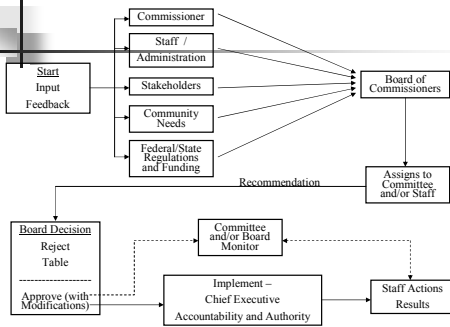 Commissioner
Staff /
Administration
Start
Input
Feedback
Stakeholders
Community
Needs
Federal/State
Regulations
and Funding
Board of
Commissioners
Assigns to
Committee
and/or Staff
Recommendation
Board Decision
Reject
Table
--------------------
Approve (with
Modifications)
Committee
and/or Board
Monitor
Implement –
Chief Executive
Accountability and Authority
Staff Actions
Results